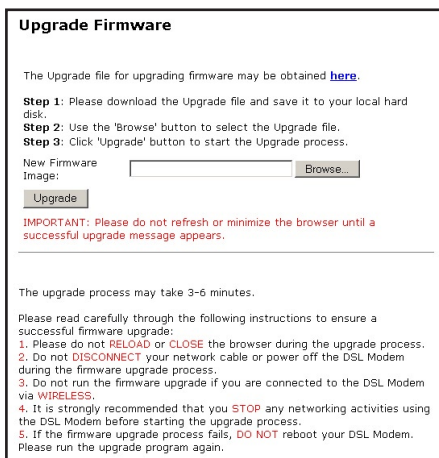 Upgrade Firmware
The Upgrade file for upgrading firmware may be obtained here.
Step 1: Please download the Upgrade file and save it to your local hard
disk.
Step 2: Use the 'Browse' button to select the Upgrade file.
Step 3: Click 'Upgrade' button to start the Upgrade process.
New Firmware
Image:
Browse...
Upgrade
IMPORTANT: Please do not refresh or minimize the browser until a
successful upgrade message appears.
The upgrade process may take 3-6 minutes.
Please read carefully through the following instructions to ensure a
successful firmware upgrade:
1. Please do not RELOAD or CLOSE the browser during the upgrade process.
2. Do not DISCONNECT your network cable or power off the DSL Modem
during the firmware upgrade process.
3. Do not run the firmware upgrade if you are connected to the DSL Modem
via WIRELESS.
4. It is strongly recommended that you STOP any networking activities using
the DSL Modem before starting the upgrade process.
5. If the firmware upgrade process fails, DO NOT reboot your DSL Modem.
Please run the upgrade program again.